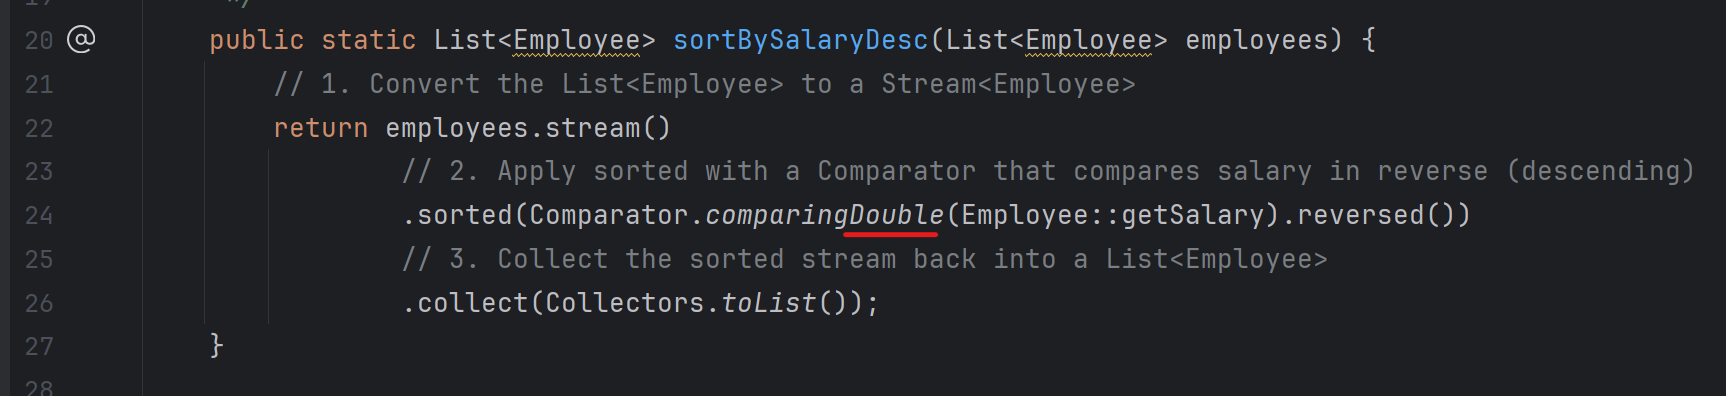 */
20 @ public static List<Employee> sortBySalaryDesc(List<Employee> employees) {
21 // 1. Convert the List<Employee> to a Stream<Employee>
22 return employees.stream()
23 // 2. Apply sorted with a Comparator that compares salary in reverse (descending)
24 .sorted(Comparator.comparingDouble(Employee::getSalary).reversed())
25 // 3. Collect the sorted stream back into a List<Employee>
26 .collect(Collectors.toList());
27 }
28